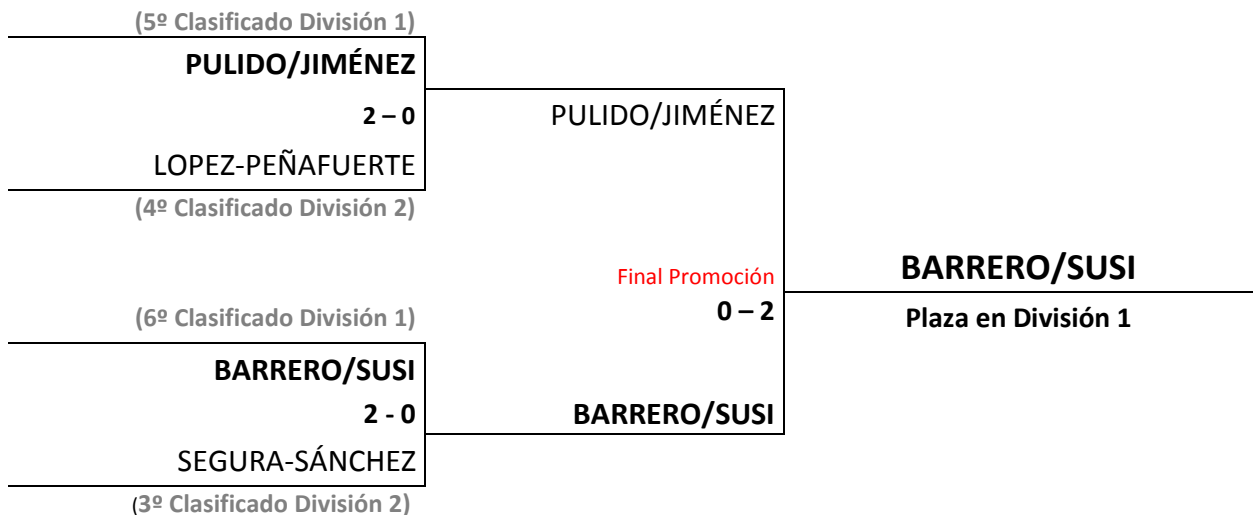 (5º Clasificado División 1)
PULIDO/JIMÉNEZ
2 – 0
LOPEZ-PEÑAFUERTE
(4º Clasificado División 2)
(6º Clasificado División 1)
BARRERO/SUSI
2 - 0
SEGURA-SÁNCHEZ
(3º Clasificado División 2)
PULIDO/JIMÉNEZ
Final Promoción
0 – 2
BARRERO/SUSI
BARRERO/SUSI
Plaza en División 1